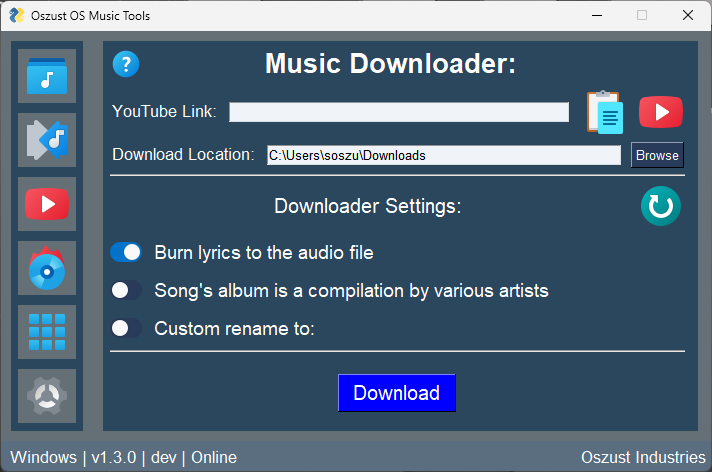 Oszust OS Music Tools
?
Music Downloader:
YouTube Link:
Download Location: C:\Users\soszu\Downloads Browse
Downloader Settings:
Burn lyrics to the audio file
Song's album is a compilation by various artists
Custom rename to:
Download
Windows | v1.3.0 | dev | Online Oszust Industries